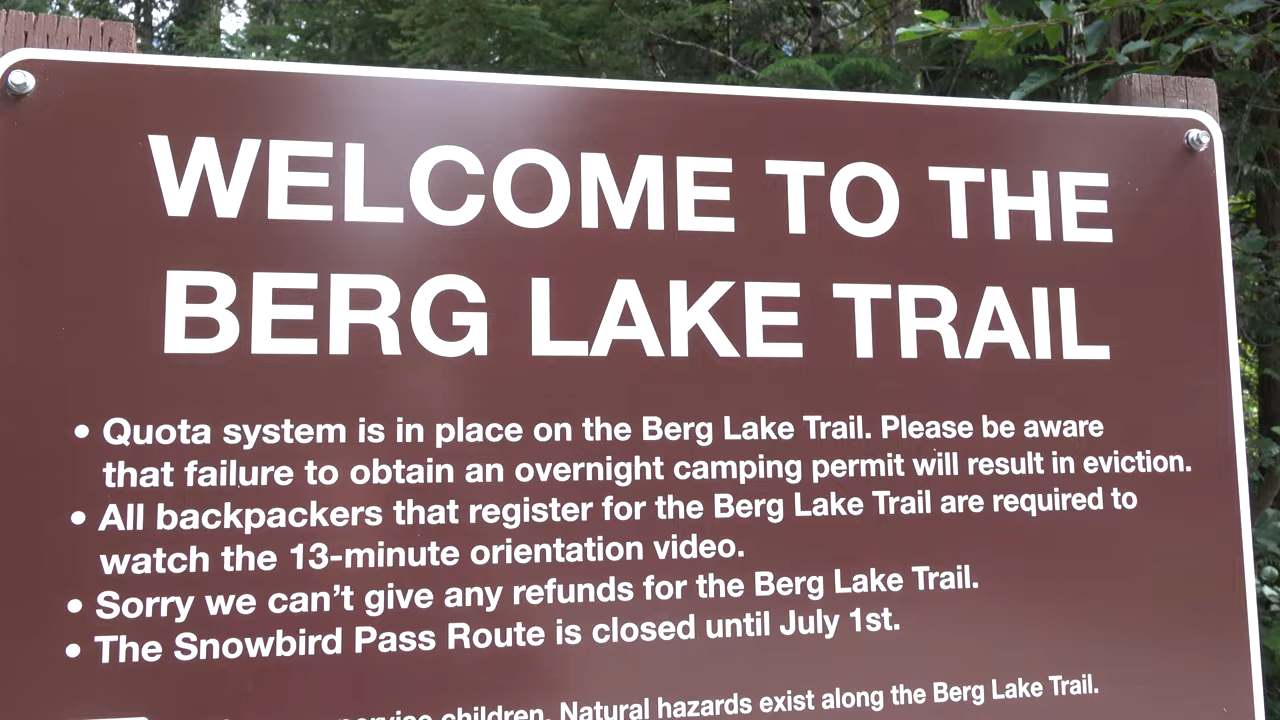 WELCOME TO THE
BERG LAKE TRAIL
• Quota system is in place on the Berg Lake Trail. Please be aware
that failure to obtain an overnight camping permit will result in eviction.
• All backpackers that register for the Berg Lake Trail are required to
watch the 13-minute orientation video.
• Sorry we can't give any refunds for the Berg Lake Trail.
• The Snowbird Pass Route is closed until July 1st.
supervise children. Natural hazards exist along the Berg Lake Trail.